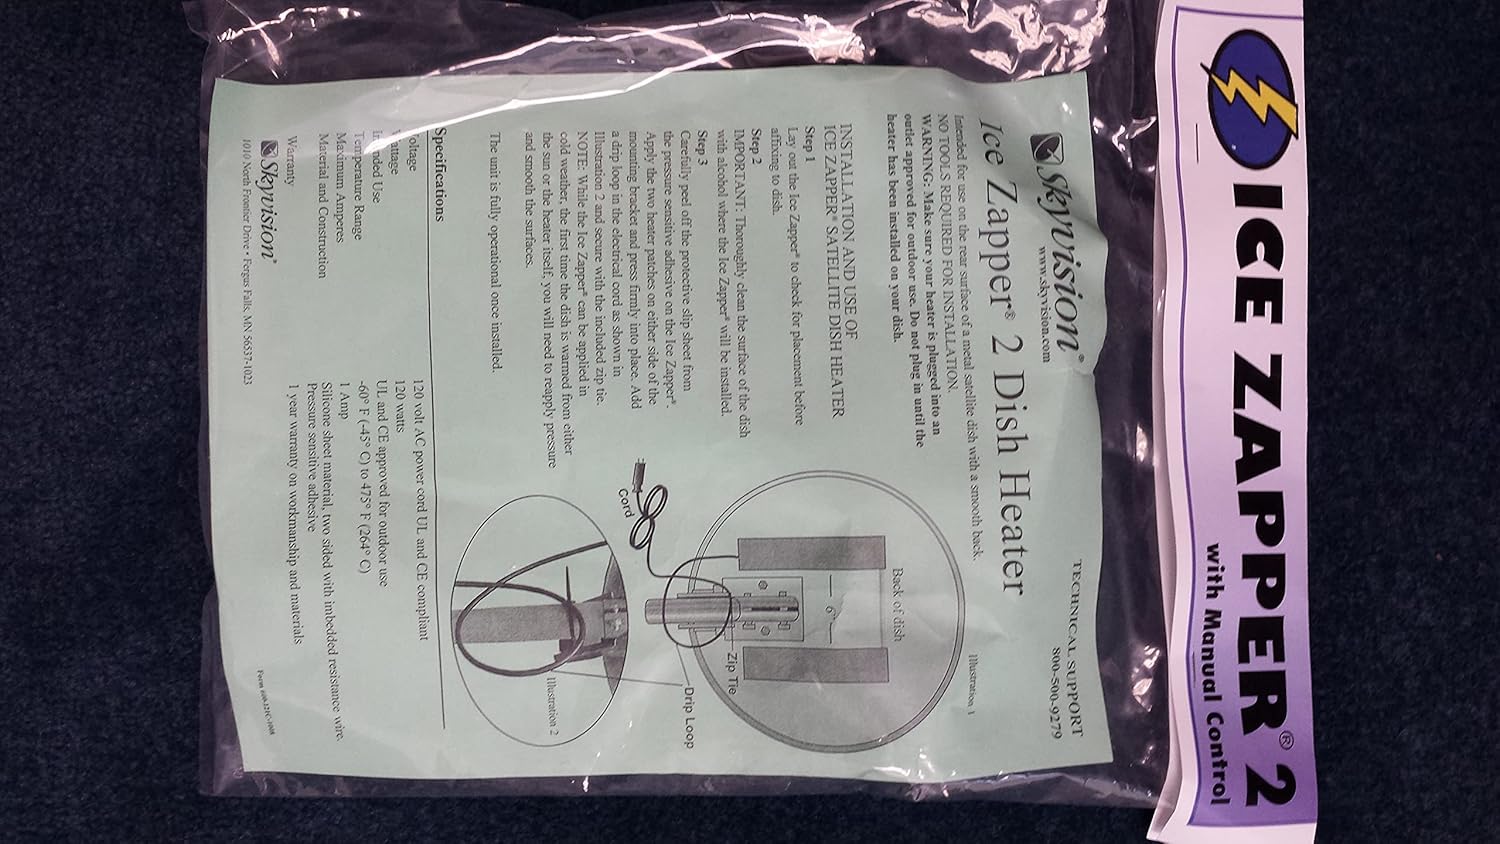 ICE ZAPPER® 2
with Manual Control
Skyvision®
www.skyvision.com
TECHNICAL SUPPORT
800-500-9279
Ice Zapper® 2 Dish Heater
Intended for use on the rear surface of a metal satellite dish with a smooth back.
NO TOOLS REQUIRED FOR INSTALLATION.
WARNING: Make sure your heater is plugged into an
outlet approved for outdoor use. Do not plug in until the
heater has been installed on your dish.
INSTALLATION AND USE OF
ICE ZAPPER® SATELLITE DISH HEATER
Step 1
Lay out the Ice Zapper® to check for placement before
affixing to dish.
Step 2
IMPORTANT: Thoroughly clean the surface of the dish
with alcohol where the Ice Zapper® will be installed.
Step 3
Carefully peel off the protective slip sheet from
the pressure sensitive adhesive on the Ice Zapper®.
Apply the two heater patches on either side of the
mounting bracket and press firmly into place. Add
a drip loop in the electrical cord as shown in
Illustration 2 and secure with the included zip tie.
NOTE: While the Ice Zapper® can be applied in
cold weather, the first time the dish is warmed from either
the sun or the heater itself, you will need to reapply pressure
and smooth the surfaces.
The unit is fully operational once installed.
Illustration 1
Back of dish
6"
Zip Tie
Drip Loop
Cord
Illustration 2
Specifications
Voltage 120 volt AC power cord UL and CE compliant
Wattage 120 watts
Intended Use UL and CE approved for outdoor use
Temperature Range -60° F (-45° C) to 475° F (264° C)
Maximum Amperes 1 Amp
Material and Construction Silicone sheet material, two sided with imbedded resistance wire.
Pressure sensitive adhesive
Warranty 1 year warranty on workmanship and materials
Skyvision®
1010 North Frontier Drive • Fergus Falls, MN 56537-1023
Form